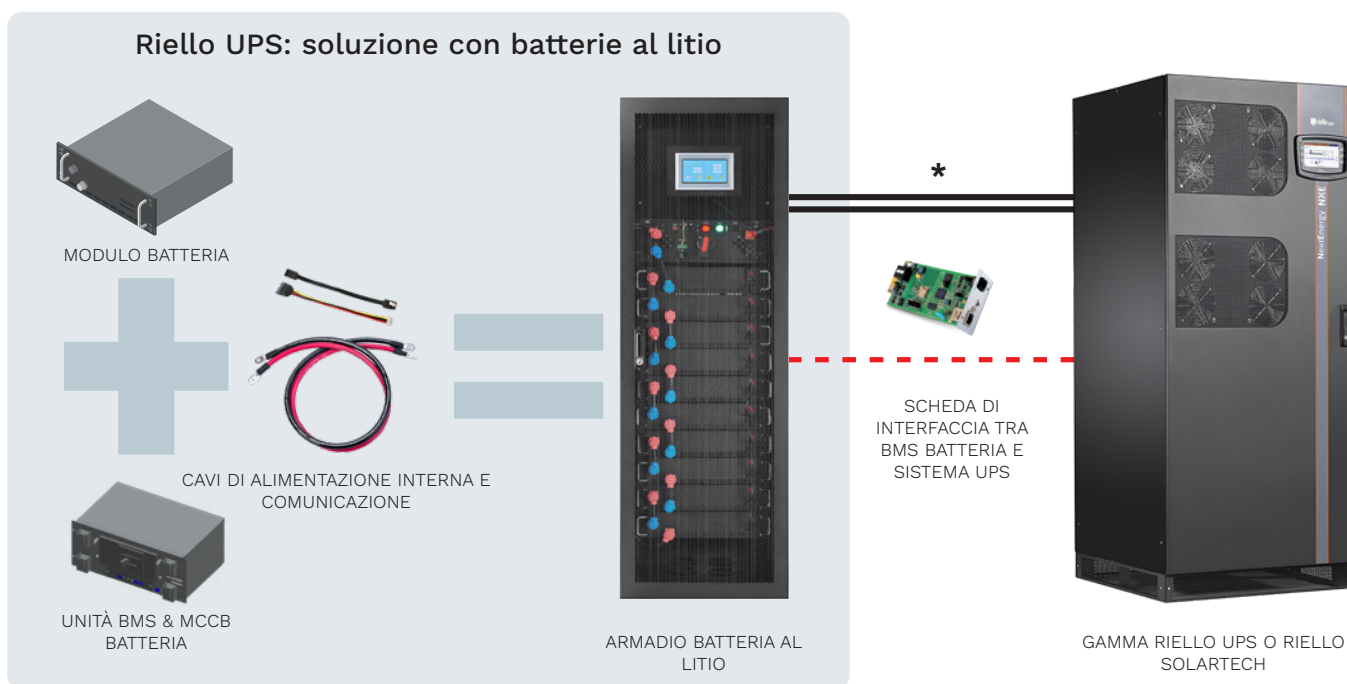 Riello UPS: soluzione con batterie al litio
MODULO BATTERIA
CAVI DI ALIMENTAZIONE INTERNA E
COMUNICAZIONE
UNITÀ BMS & MCCB
BATTERIA
ARMADIO BATTERIA AL
LITIO
*
SCHEDA DI
INTERFACCIA TRA
BMS BATTERIA E
SISTEMA UPS
NextEnergy NXE
GAMMA RIELLO UPS O RIELLO
SOLARTECH